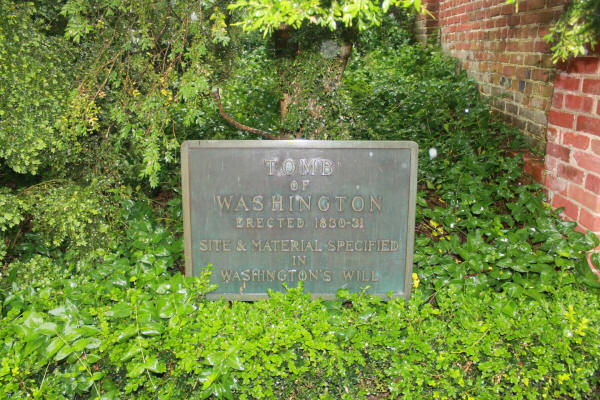 TOMB
OF
WASHINGTON
ERECTED 1830-31
SITE & MATERIAL SPECIFIED
IN
WASHINGTON'S WILL